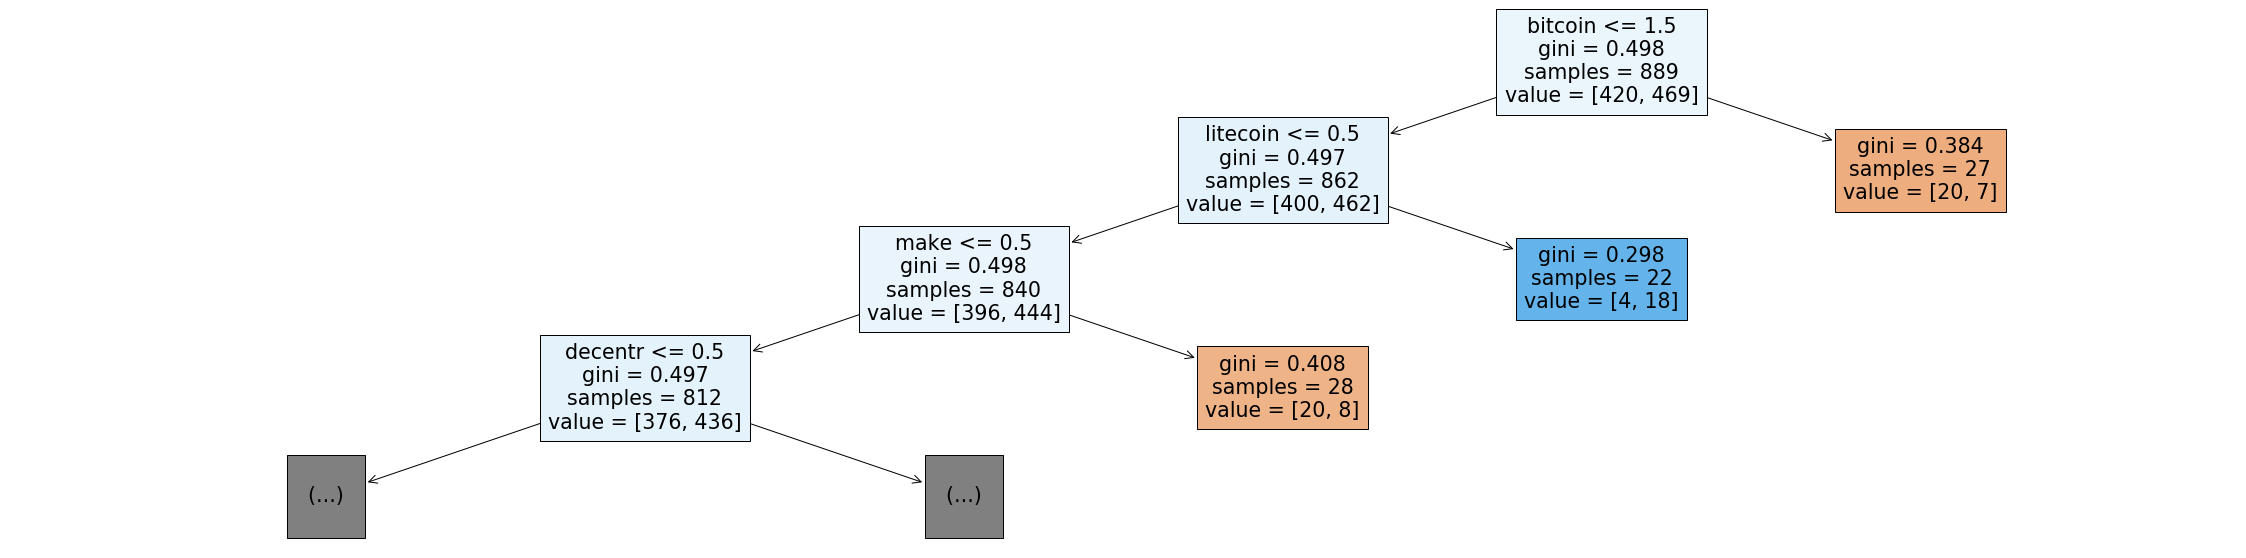 bitcoin <= 1.5
gini = 0.498
samples = 889
value = [420, 469]
litecoin <= 0.5
gini = 0.497
samples = 862
value = [400, 462]
gini = 0.384
samples = 27
value = [20, 7]
make <= 0.5
gini = 0.498
samples = 840
value = [396, 444]
gini = 0.298
samples = 22
value = [4, 18]
decentr <= 0.5
gini = 0.497
samples = 812
value = [376, 436]
gini = 0.408
samples = 28
value = [20, 8]
(...)
(...)